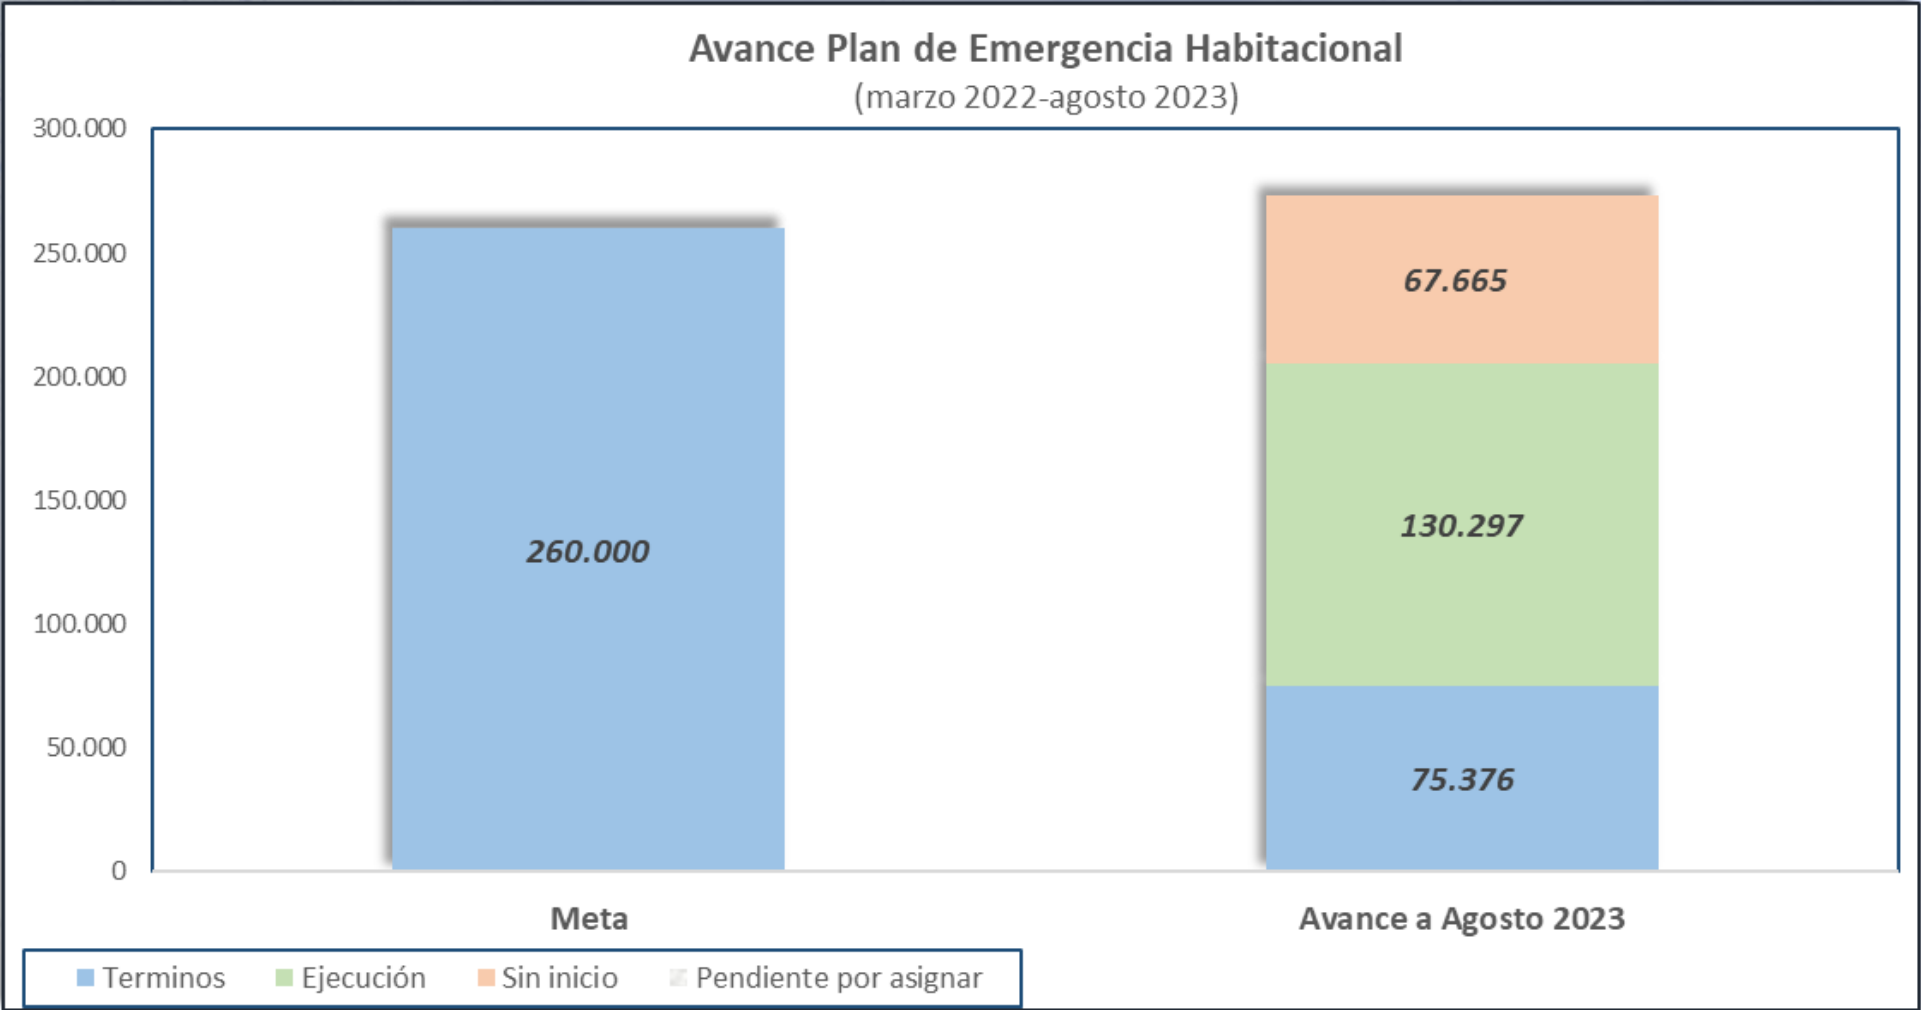 Avance Plan de Emergencia Habitacional
(marzo 2022-agosto 2023)
300.000
250.000
200.000
150.000
100.000
50.000
0
260.000
67.665
130.297
75.376
Meta
Avance a Agosto 2023
Terminos
Ejecución
Sin inicio
Pendiente por asignar